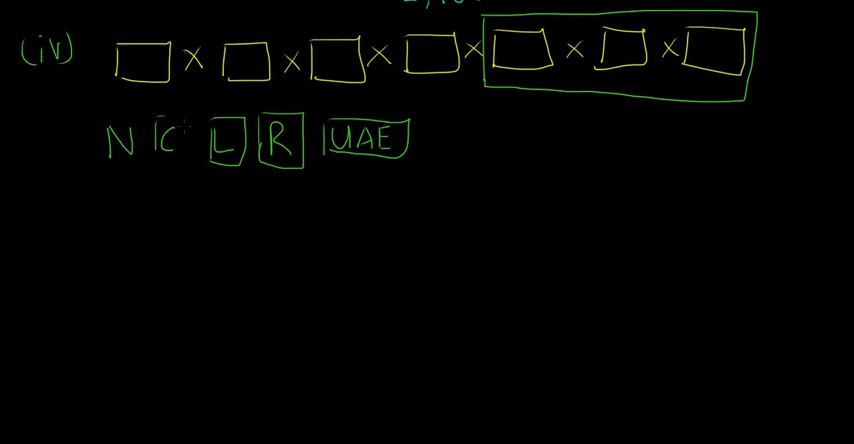 (iv) □ × □ × □ × □ × □ × □ × □
N C L R UAE